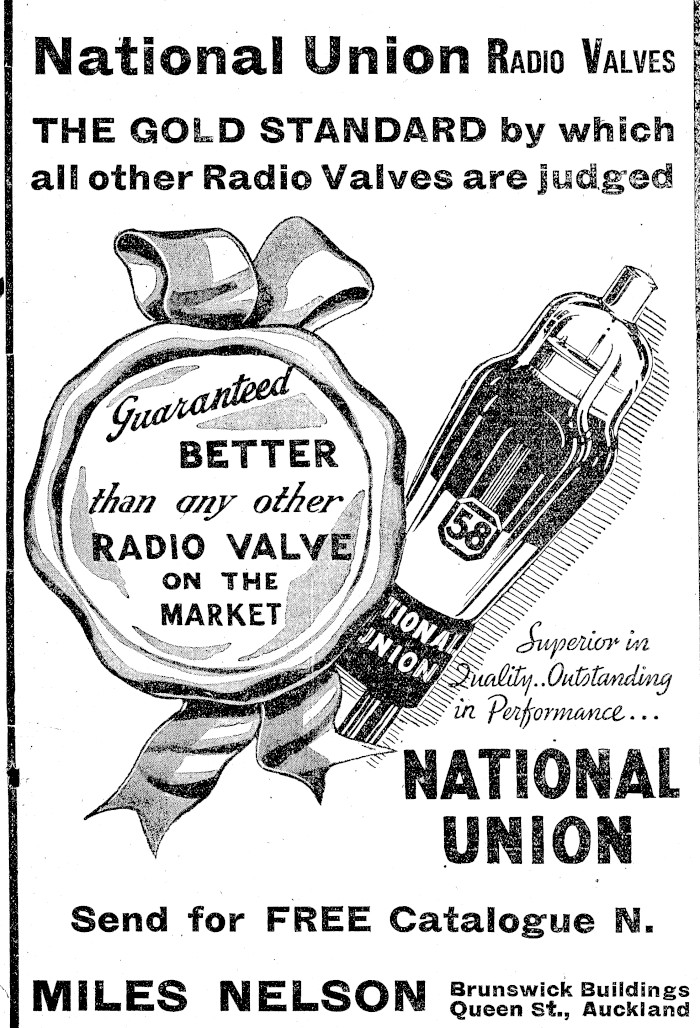 National Union RADIO VALVES
THE GOLD STANDARD by which
all other Radio Valves are judged
Guaranteed
BETTER
than any other
RADIO VALVE
ON THE
MARKET
58
TIONAL
UNION
Superior in
Quality..Outstanding
in Performance...
NATIONAL
UNION
Send for FREE Catalogue N.
MILES NELSON
Brunswick Buildings
Queen St., Auckland